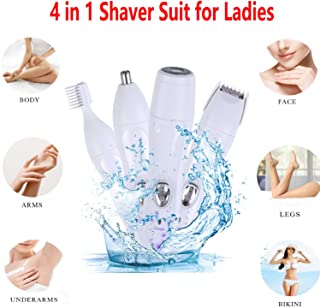 4 in 1 Shaver Suit for Ladies
BODY
FACE
ARMS
LEGS
UNDERARMS
BIKINI